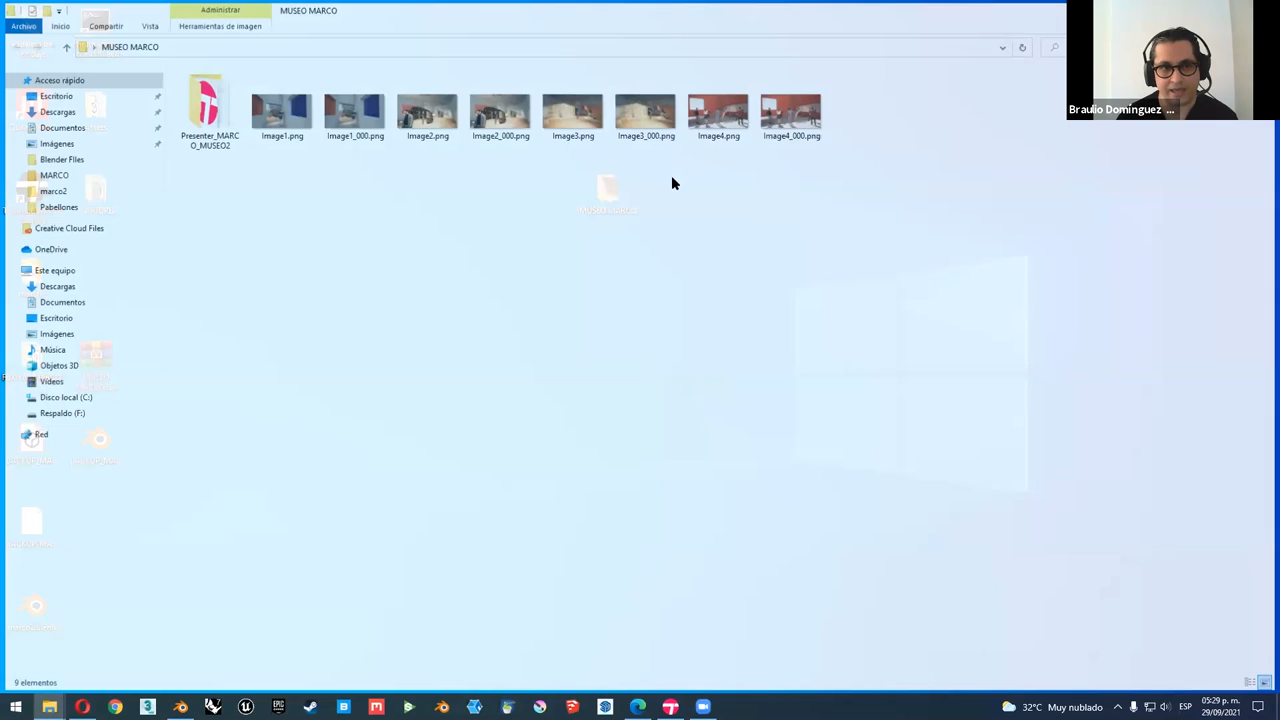 Administrar
MUSEO MARCO
Archivo
Inicio
Compartir
Vista
Herramientas de imagen
MUSEO MARCO
Acceso rápido
Escritorio
Descargas
Documentos
Imágenes
Blender Files
MARCO
marco2
Pabellones
Creative Cloud Files
OneDrive
Este equipo
Descargas
Documentos
Escritorio
Imágenes
Música
Objetos 3D
Vídeos
Disco local (C:)
Respaldo (F:)
Red
Presenter_MARC
O_MUSEO2
Image1.png
Image1_000.png
Image2.png
Image2_000.png
Image3.png
Image3_000.png
Image4.png
Image4_000.png
Braulio Domínguez ...
9 elementos
32°C Muy nublado
ESP
05:29 p. m.
29/09/2021